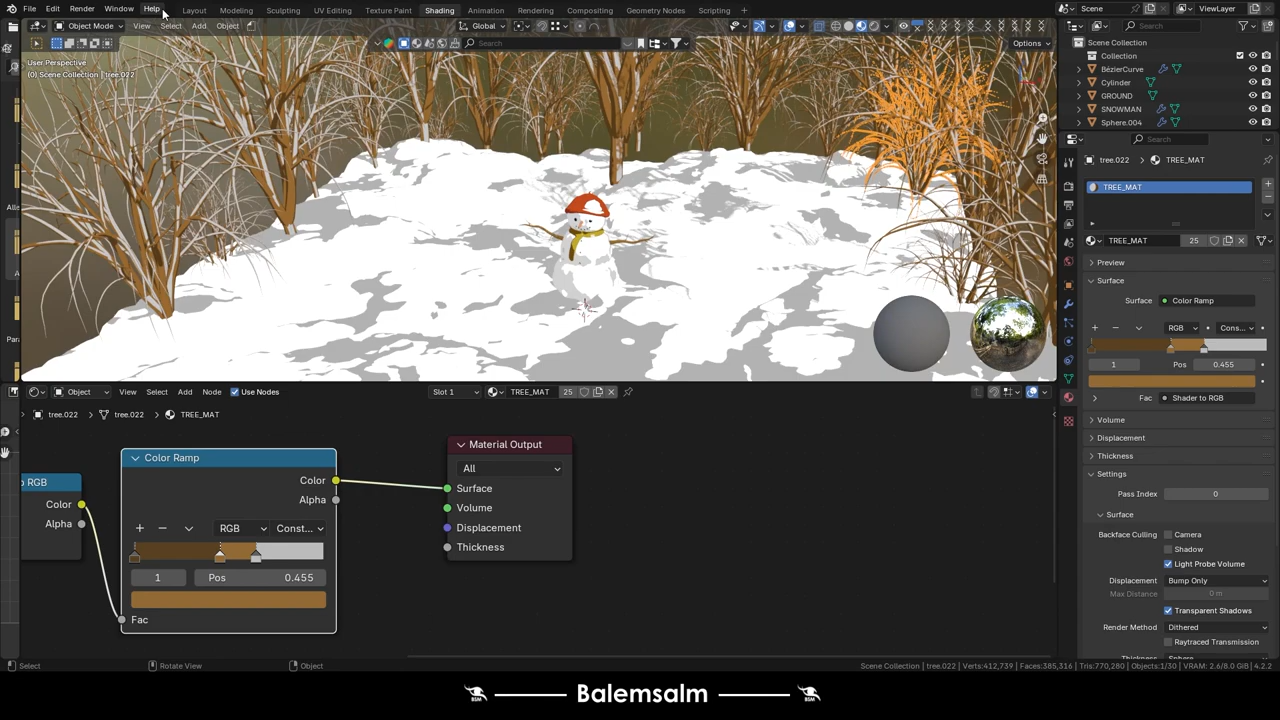 File Edit Render Window Help Layout Modeling Sculpting UV Editing Texture Paint Shading Animation Rendering Compositing Geometry Nodes Scripting Scene ViewLayer
Object Mode View Select Add Object Global
Search Options
User Perspective
(0) Scene Collection | tree.022
Search
Scene Collection
Collection
BézierCurve
Cylinder
GROUND
SNOWMAN
Sphere.004
Search
tree.022 TREE_MAT
TREE_MAT
TREE_MAT 25
Preview
Surface
Surface Color Ramp
RGB Cons...
1 Pos 0.455
Fac Shader to RGB
Volume
Displacement
Thickness
Settings
Pass Index 0
Surface
Backface Culling Camera
Shadow
Light Probe Volume
Displacement Bump Only
Max Distance 0 m
Transparent Shadows
Render Method Dithered
Raytraced Transmission
Object View Select Add Node Use Nodes Slot 1 TREE_MAT 25
tree.022 tree.022 TREE_MAT
RGB
Color
Alpha
Color Ramp
Color
Alpha
RGB Const...
1 Pos 0.455
Fac
Material Output
All
Surface
Volume
Displacement
Thickness
Select Rotate View Object Scene Collection | tree.022 | Verts:412,739 | Faces:385,316 | Tris:770,280 | Objects:1/30 | VRAM: 2.6/8.0 GiB | 4.2.2
Balemsalm